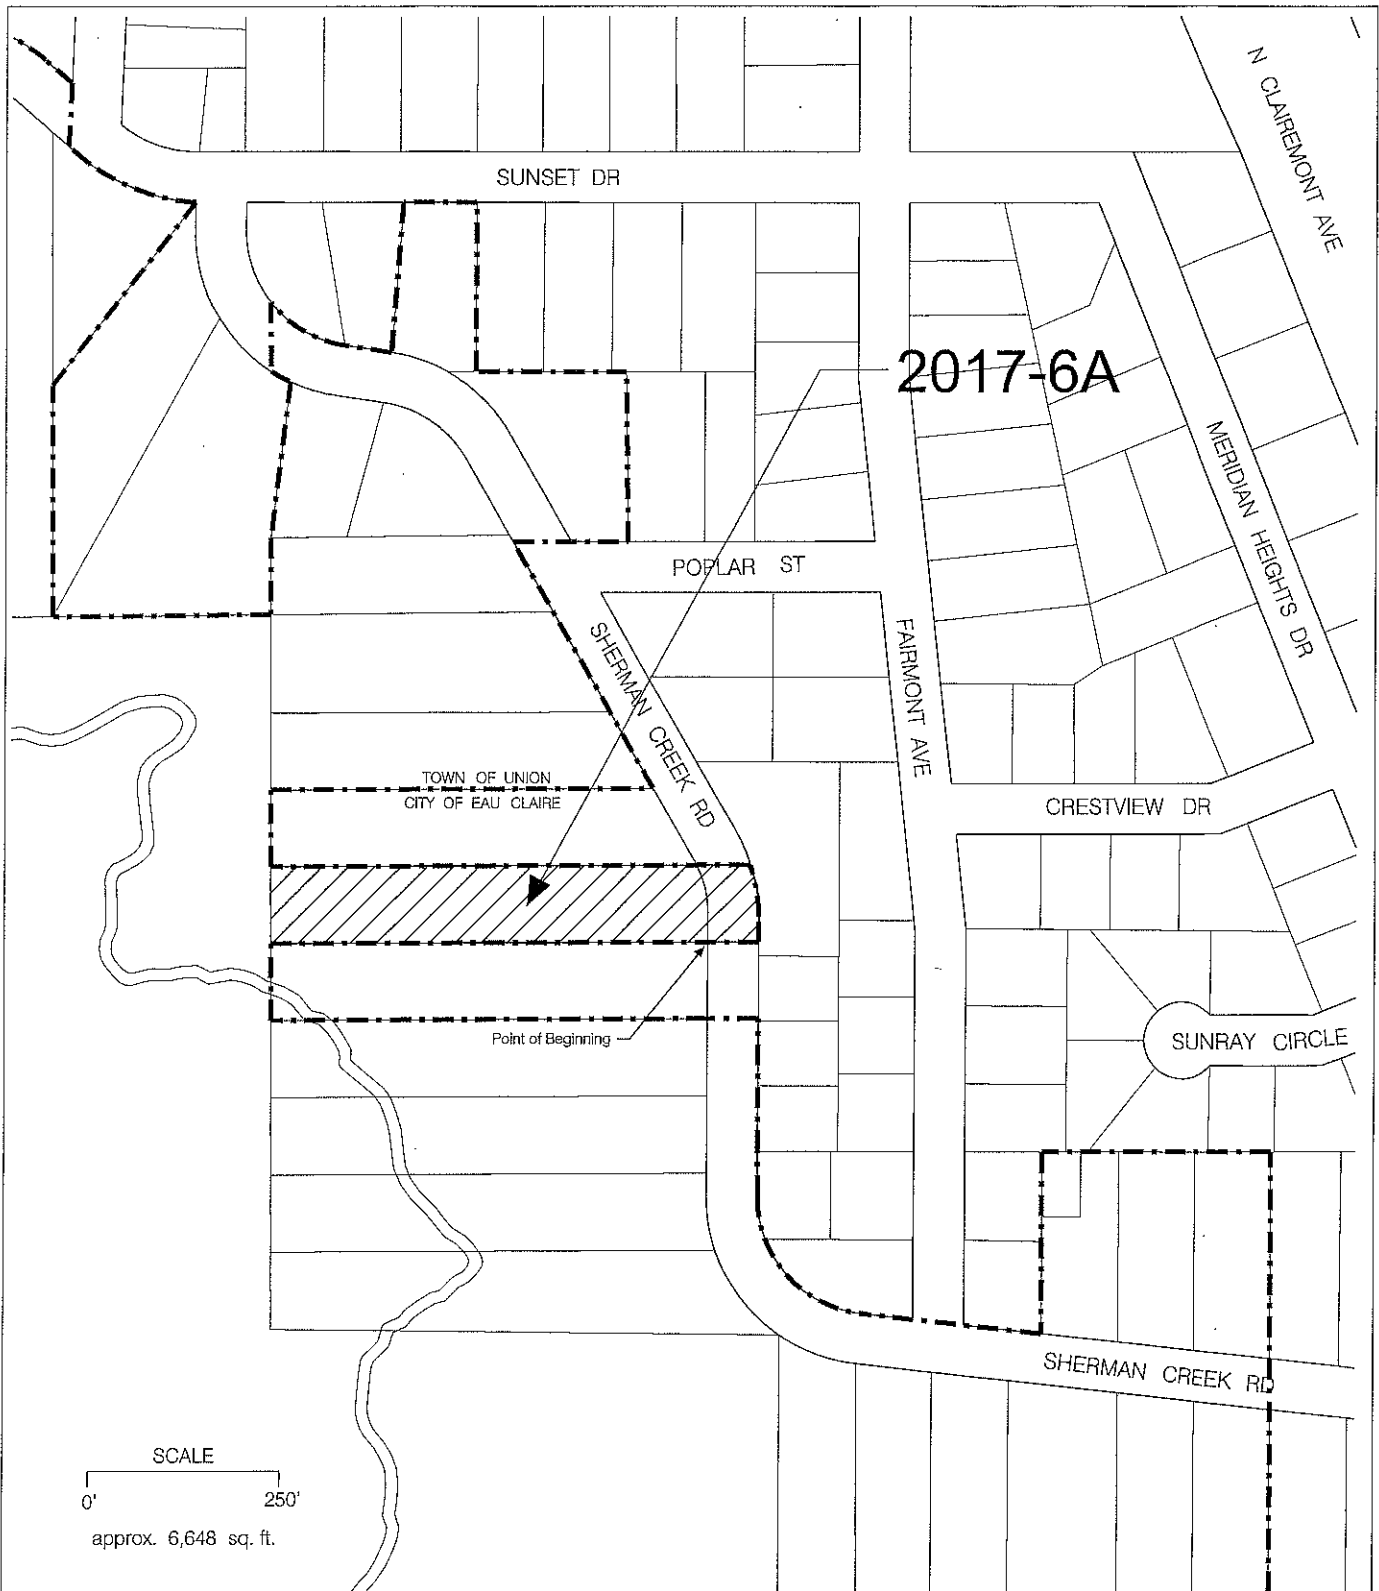 N CLAIREMONT AVE
SUNSET DR
2017-6A
MERIDIAN HEIGHTS DR
POPLAR ST
SHERMAN CREEK RD
FAIRMONT AVE
TOWN OF UNION
CITY OF EAU CLAIRE
CRESTVIEW DR
Point of Beginning
SUNRAY CIRCLE
SHERMAN CREEK RD
SCALE
0' 250'
approx. 6,648 sq. ft.